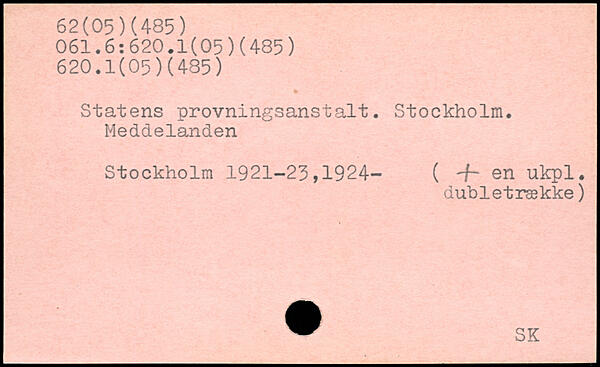 62(05)(485)
061.6:620.1(05)(485)
620.1(05)(485)
Statens provningsanstalt. Stockholm.
Meddelanden
Stockholm 1921-23,1924- ( + en ukpl.
dubletrække)
SK